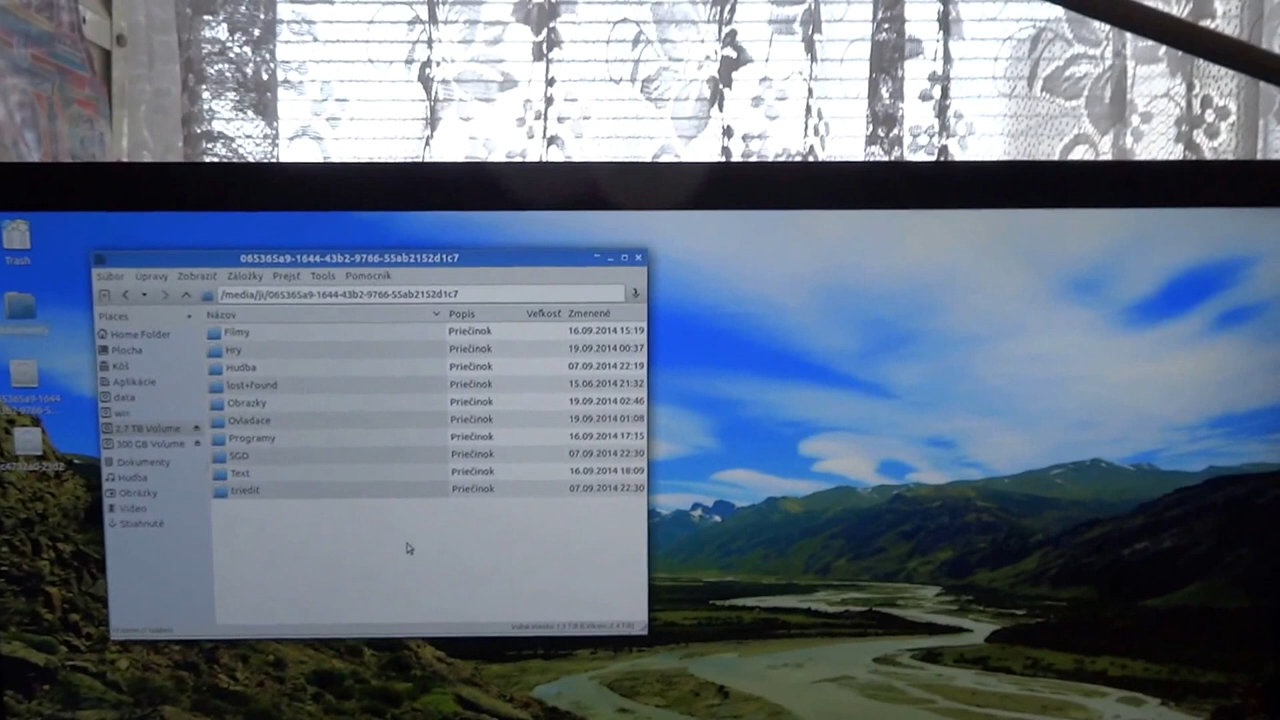 065365a9-1644-43b2-9766-55ab2152d1c7
Súbor Úpravy Zobraziť Záložky Prejsť Tools Pomocník
/media/ji/065365a9-1644-43b2-9766-55ab2152d1c7
Places Názov Popis Veľkosť Zmenené
Trash
Home Folder
Plocha
Kôš
Aplikácie
data
win
2,7 TB Volume
300 GB Volume
Dokumenty
Hudba
Obrázky
Video
Stiahnuté
Filmy Priečinok 16.09.2014 15:19
Hry Priečinok 19.09.2014 00:37
Hudba Priečinok 07.09.2014 22:19
lost+found Priečinok 15.06.2014 21:32
Obrazky Priečinok 19.09.2014 02:46
Ovladace Priečinok 19.09.2014 01:08
Programy Priečinok 16.09.2014 17:15
SGD Priečinok 07.09.2014 22:30
Text Priečinok 16.09.2014 18:09
triedit Priečinok 07.09.2014 22:30